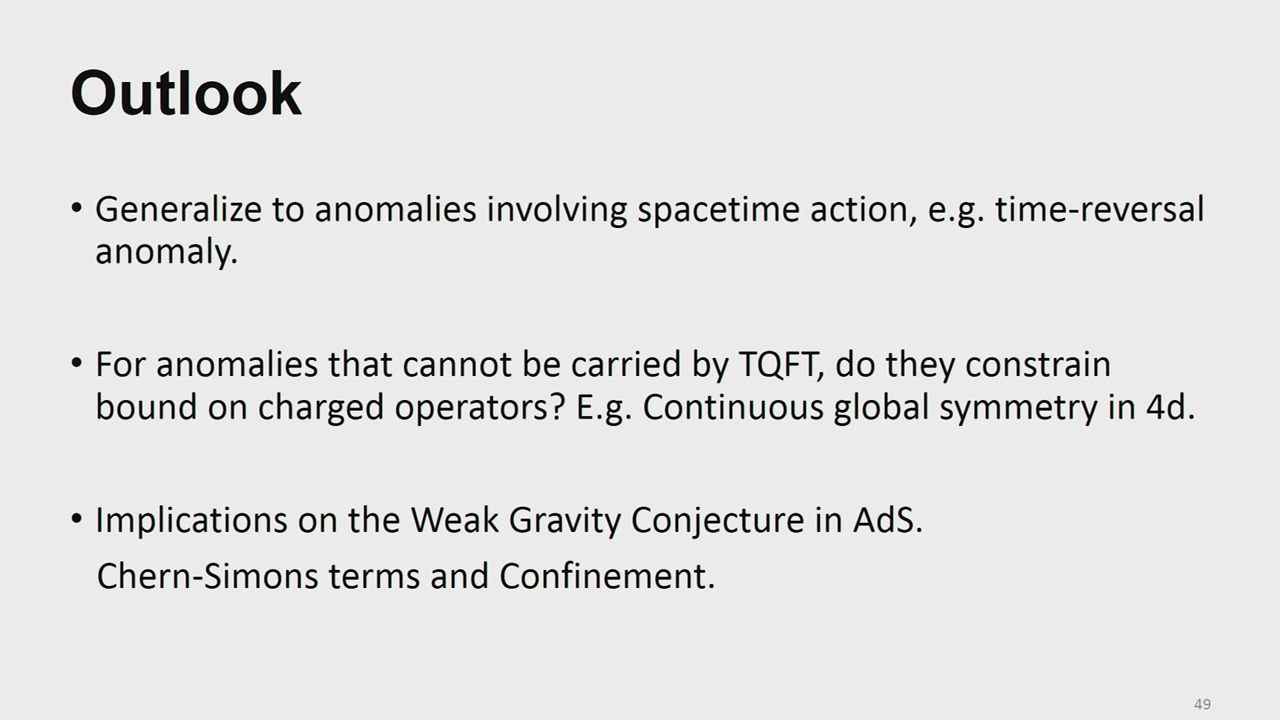 Outlook
• Generalize to anomalies involving spacetime action, e.g. time-reversal
anomaly.
• For anomalies that cannot be carried by TQFT, do they constrain
bound on charged operators? E.g. Continuous global symmetry in 4d.
• Implications on the Weak Gravity Conjecture in AdS.
Chern-Simons terms and Confinement.
49